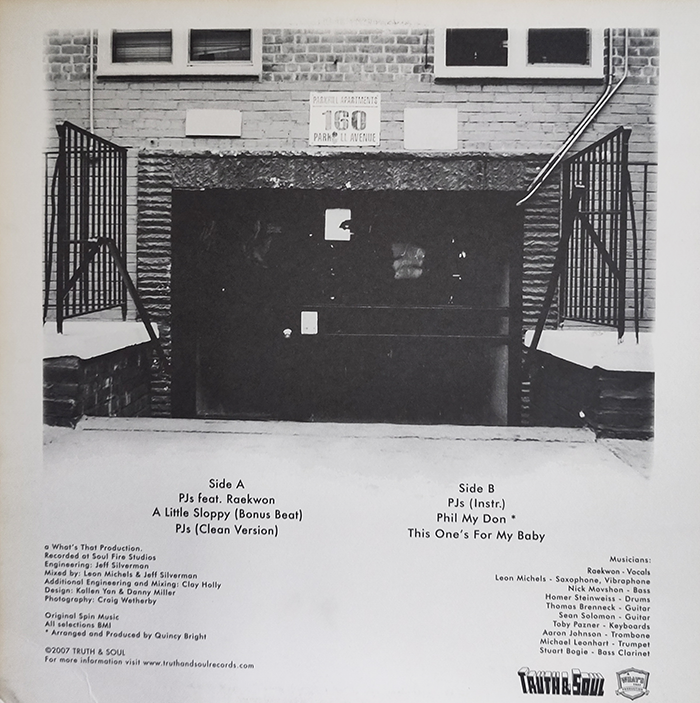 PARKHILL APARTMENTS
160
PARKHILL AVENUE
Side A
PJs feat. Raekwon
A Little Sloppy (Bonus Beat)
PJs (Clean Version)
Side B
PJs (Instr.)
Phil My Don *
This One's For My Baby
a What's That Production.
Recorded at Soul Fire Studios
Engineering: Jeff Silverman
Mixed by: Leon Michels & Jeff Silverman
Additional Engineering and Mixing: Clay Holly
Design: Kallen Yan & Danny Miller
Photography: Craig Wetherby
Original Spin Music
All selections BMI
* Arranged and Produced by Quincy Bright
©2007 TRUTH & SOUL
For more information visit www.truthandsoulrecords.com
Musicians:
Raekwon - Vocals
Leon Michels - Saxophone, Vibraphone
Nick Movshon - Bass
Homer Steinweiss - Drums
Thomas Brenneck - Guitar
Sean Solomon - Guitar
Toby Pazner - Keyboards
Aaron Johnson - Trombone
Michael Leonhart - Trumpet
Stuart Bogie - Bass Clarinet
TRUTH & SOUL
WHAT'S